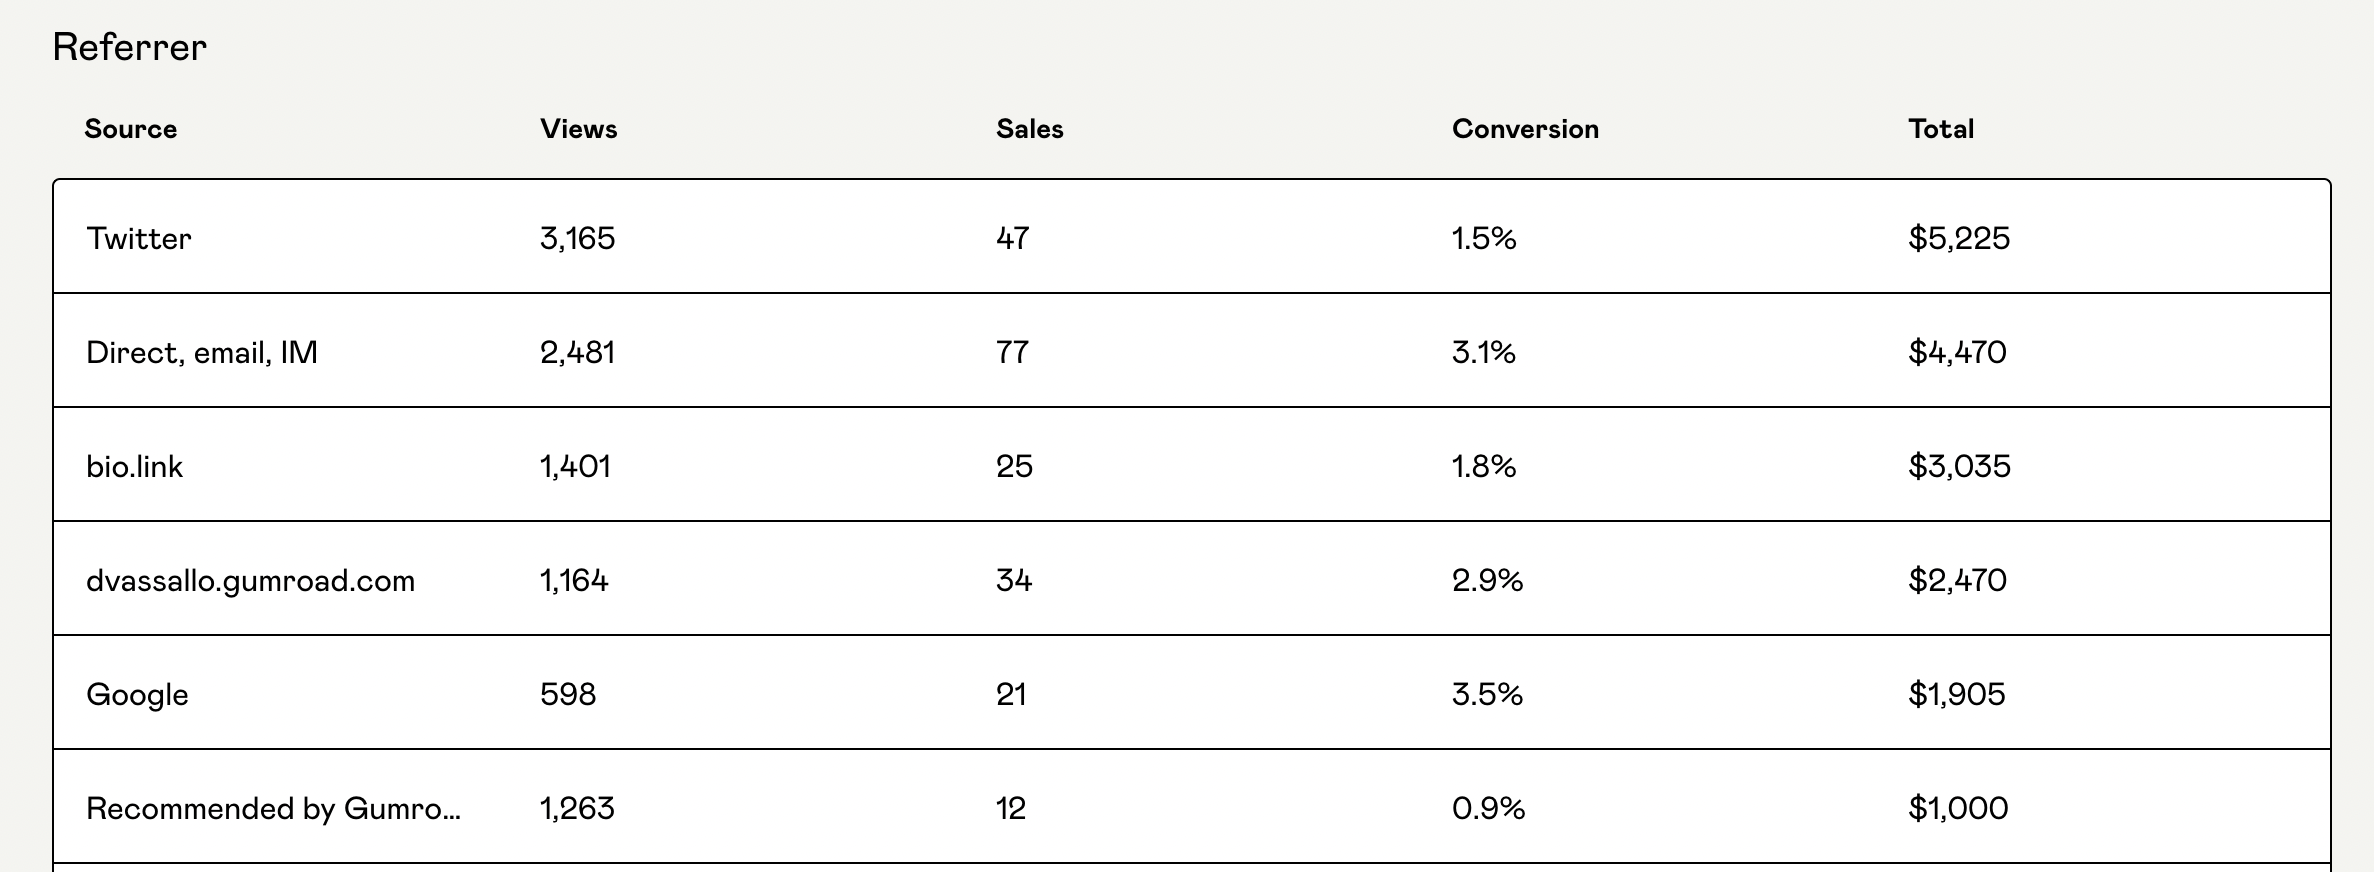 Referrer
Source Views Sales Conversion Total
Twitter 3,165 47 1.5% $5,225
Direct, email, IM 2,481 77 3.1% $4,470
bio.link 1,401 25 1.8% $3,035
dvassallo.gumroad.com 1,164 34 2.9% $2,470
Google 598 21 3.5% $1,905
Recommended by Gumro... 1,263 12 0.9% $1,000